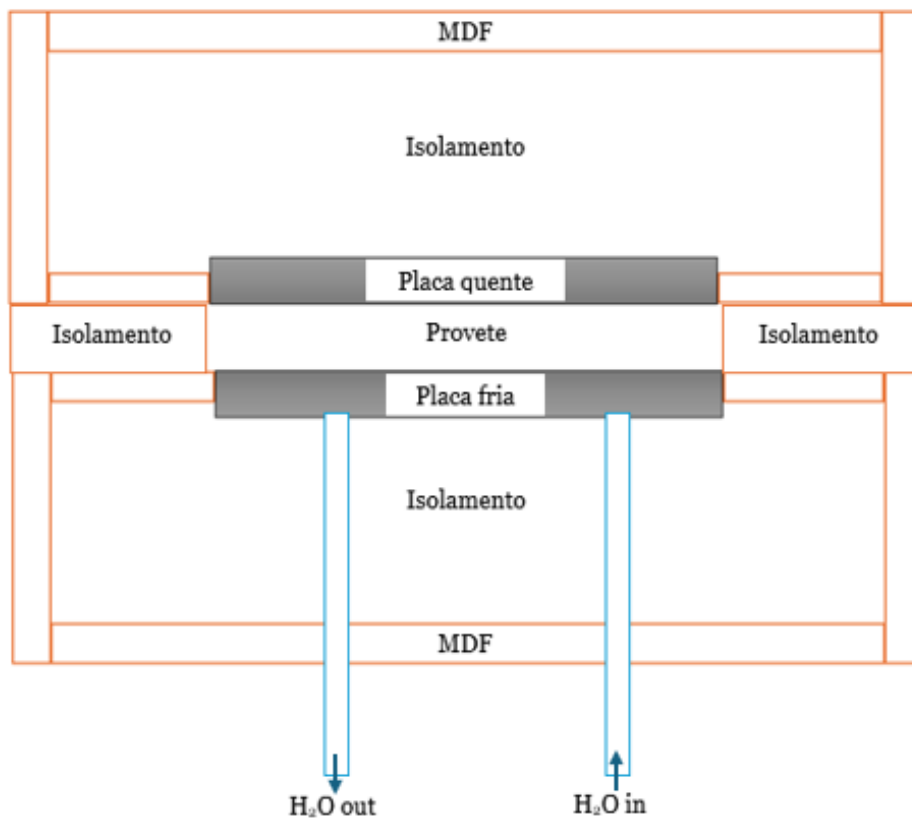 MDF
Isolamento
Placa quente
Isolamento
Provete
Isolamento
Placa fria
Isolamento
MDF
H₂O out
H₂O in